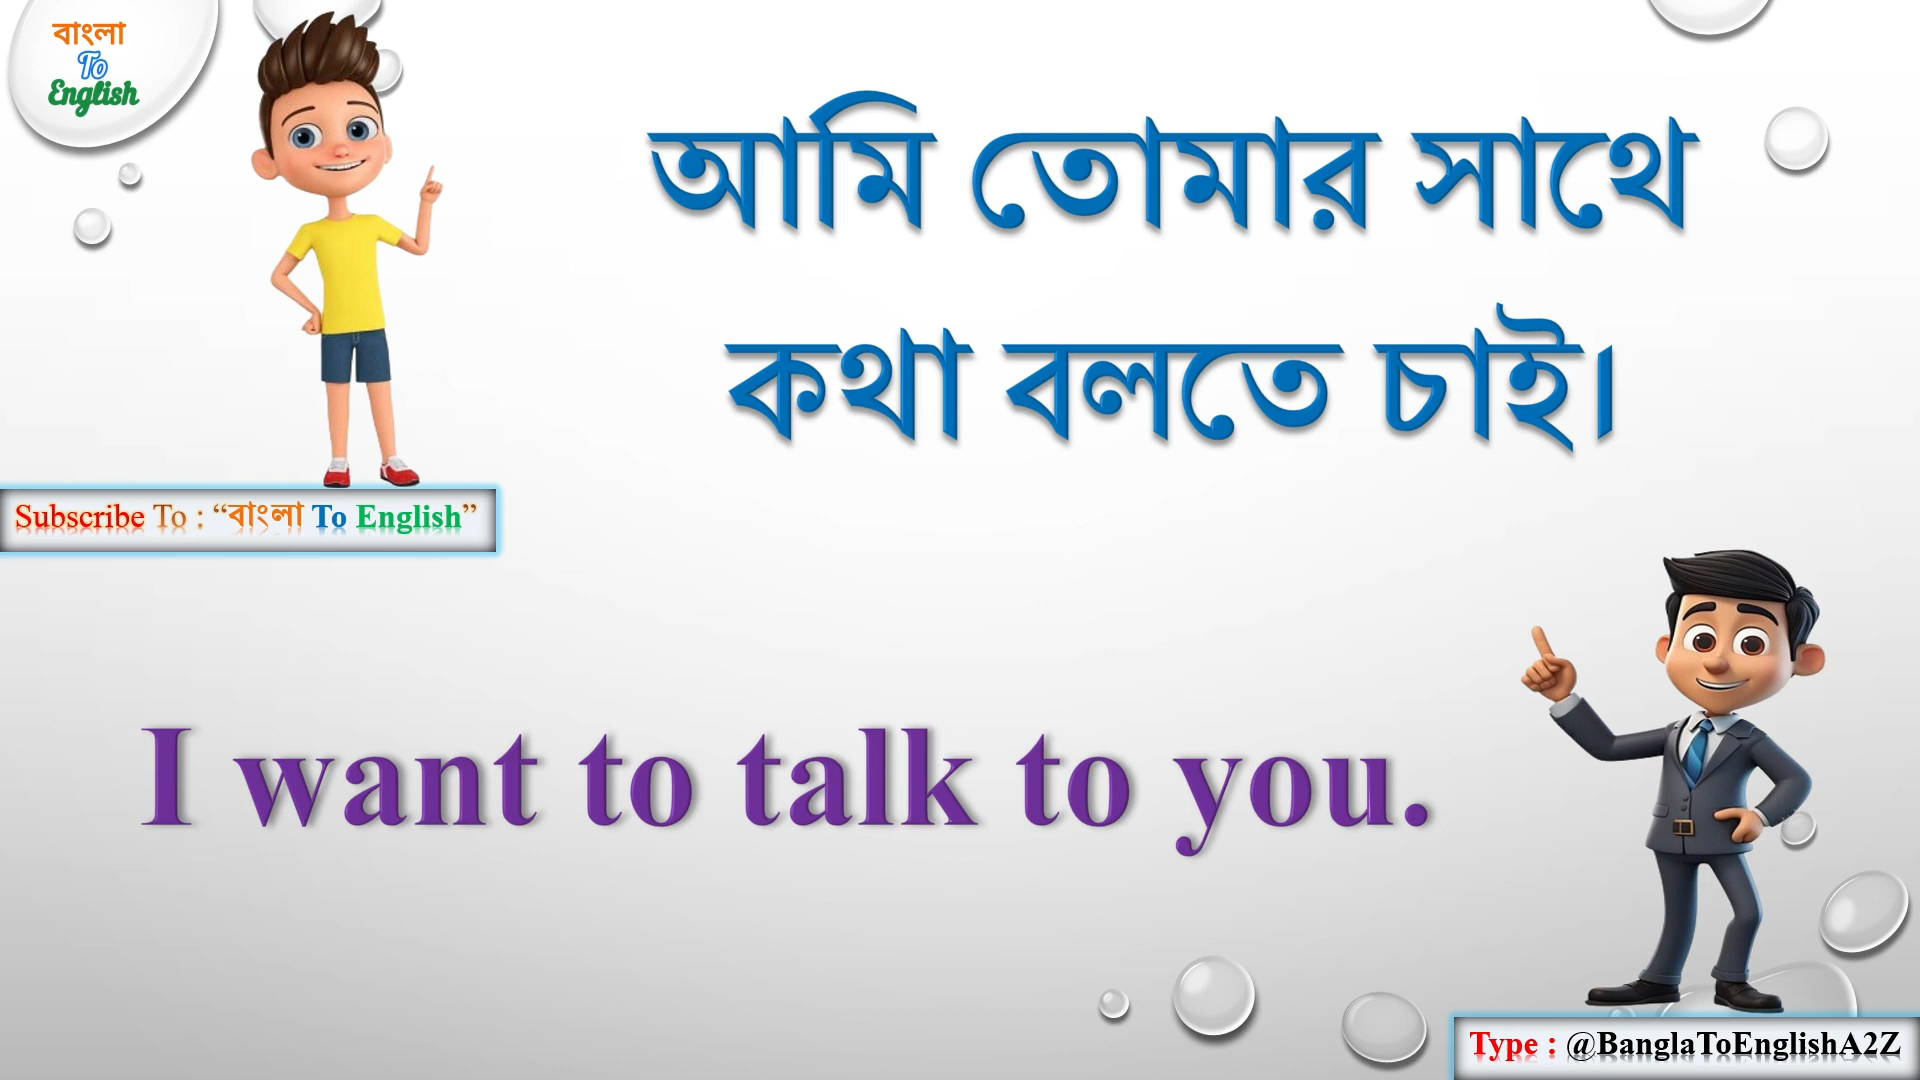 বাংলা
To
English
আমি তোমার সাথে
কথা বলতে চাই।
Subscribe To : “বাংলা To English”
I want to talk to you.
Type : @BanglaToEnglishA2Z